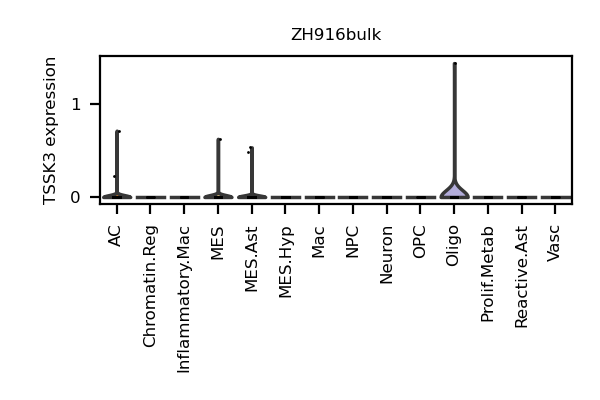 ZH916bulk
TSSK3 expression
1
0
AC
Chromatin.Reg
Inflammatory.Mac
MES
MES.Ast
MES.Hyp
Mac
NPC
Neuron
OPC
Oligo
Prolif.Metab
Reactive.Ast
Vasc